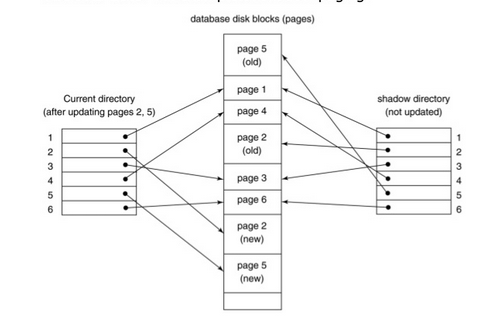 database disk blocks (pages)
page 5
(old)
page 1
page 4
page 2
(old)
page 3
page 6
page 2
(new)
page 5
(new)
Current directory
(after updating pages 2, 5)
1
2
3
4
5
6
shadow directory
(not updated)
1
2
3
4
5
6